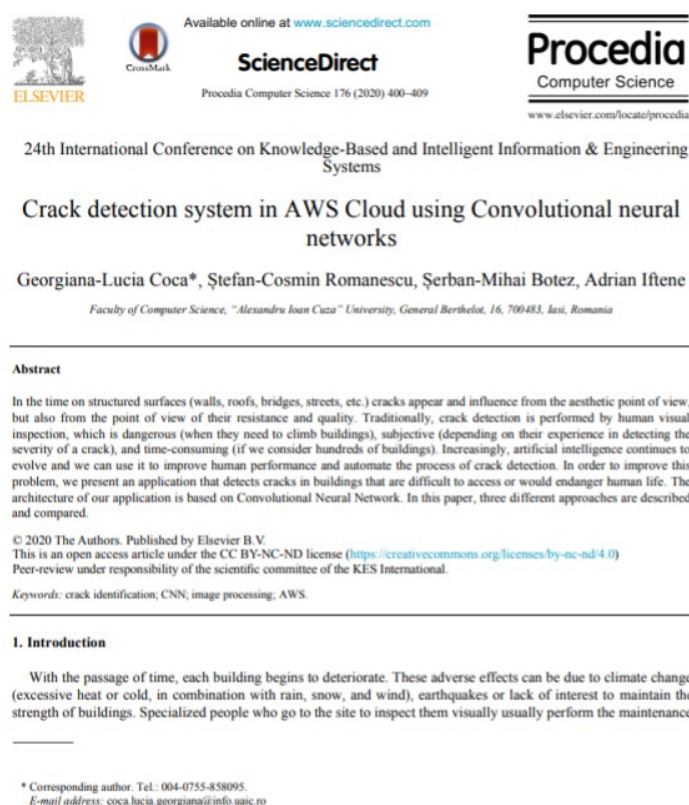 ELSEVIER
CrossMark
Available online at www.sciencedirect.com
ScienceDirect
Procedia Computer Science 176 (2020) 400–409
Procedia
Computer Science
www.elsevier.com/locate/procedia
24th International Conference on Knowledge-Based and Intelligent Information & Engineering
Systems
Crack detection system in AWS Cloud using Convolutional neural
networks
Georgiana-Lucia Coca*, Ştefan-Cosmin Romanescu, Şerban-Mihai Botez, Adrian Iftene
Faculty of Computer Science, "Alexandru Ioan Cuza" University, General Berthelot, 16, 700483, Iasi, Romania
Abstract
In the time on structured surfaces (walls, roofs, bridges, streets, etc.) cracks appear and influence from the aesthetic point of view,
but also from the point of view of their resistance and quality. Traditionally, crack detection is performed by human visual
inspection, which is dangerous (when they need to climb buildings), subjective (depending on their experience in detecting the
severity of a crack), and time-consuming (if we consider hundreds of buildings). Increasingly, artificial intelligence continues to
evolve and we can use it to improve human performance and automate the process of crack detection. In order to improve this
problem, we present an application that detects cracks in buildings that are difficult to access or would endanger human life. The
architecture of our application is based on Convolutional Neural Network. In this paper, three different approaches are described
and compared.
© 2020 The Authors. Published by Elsevier B.V.
This is an open access article under the CC BY-NC-ND license (https://creativecommons.org/licenses/by-nc-nd/4.0)
Peer-review under responsibility of the scientific committee of the KES International.
Keywords: crack identification; CNN; image processing; AWS.
1. Introduction
With the passage of time, each building begins to deteriorate. These adverse effects can be due to climate change
(excessive heat or cold, in combination with rain, snow, and wind), earthquakes or lack of interest to maintain the
strength of buildings. Specialized people who go to the site to inspect them visually usually perform the maintenance
* Corresponding author. Tel.: 004-0755-858095.
E-mail address: coca.lucia.georgiana@info.uaic.ro